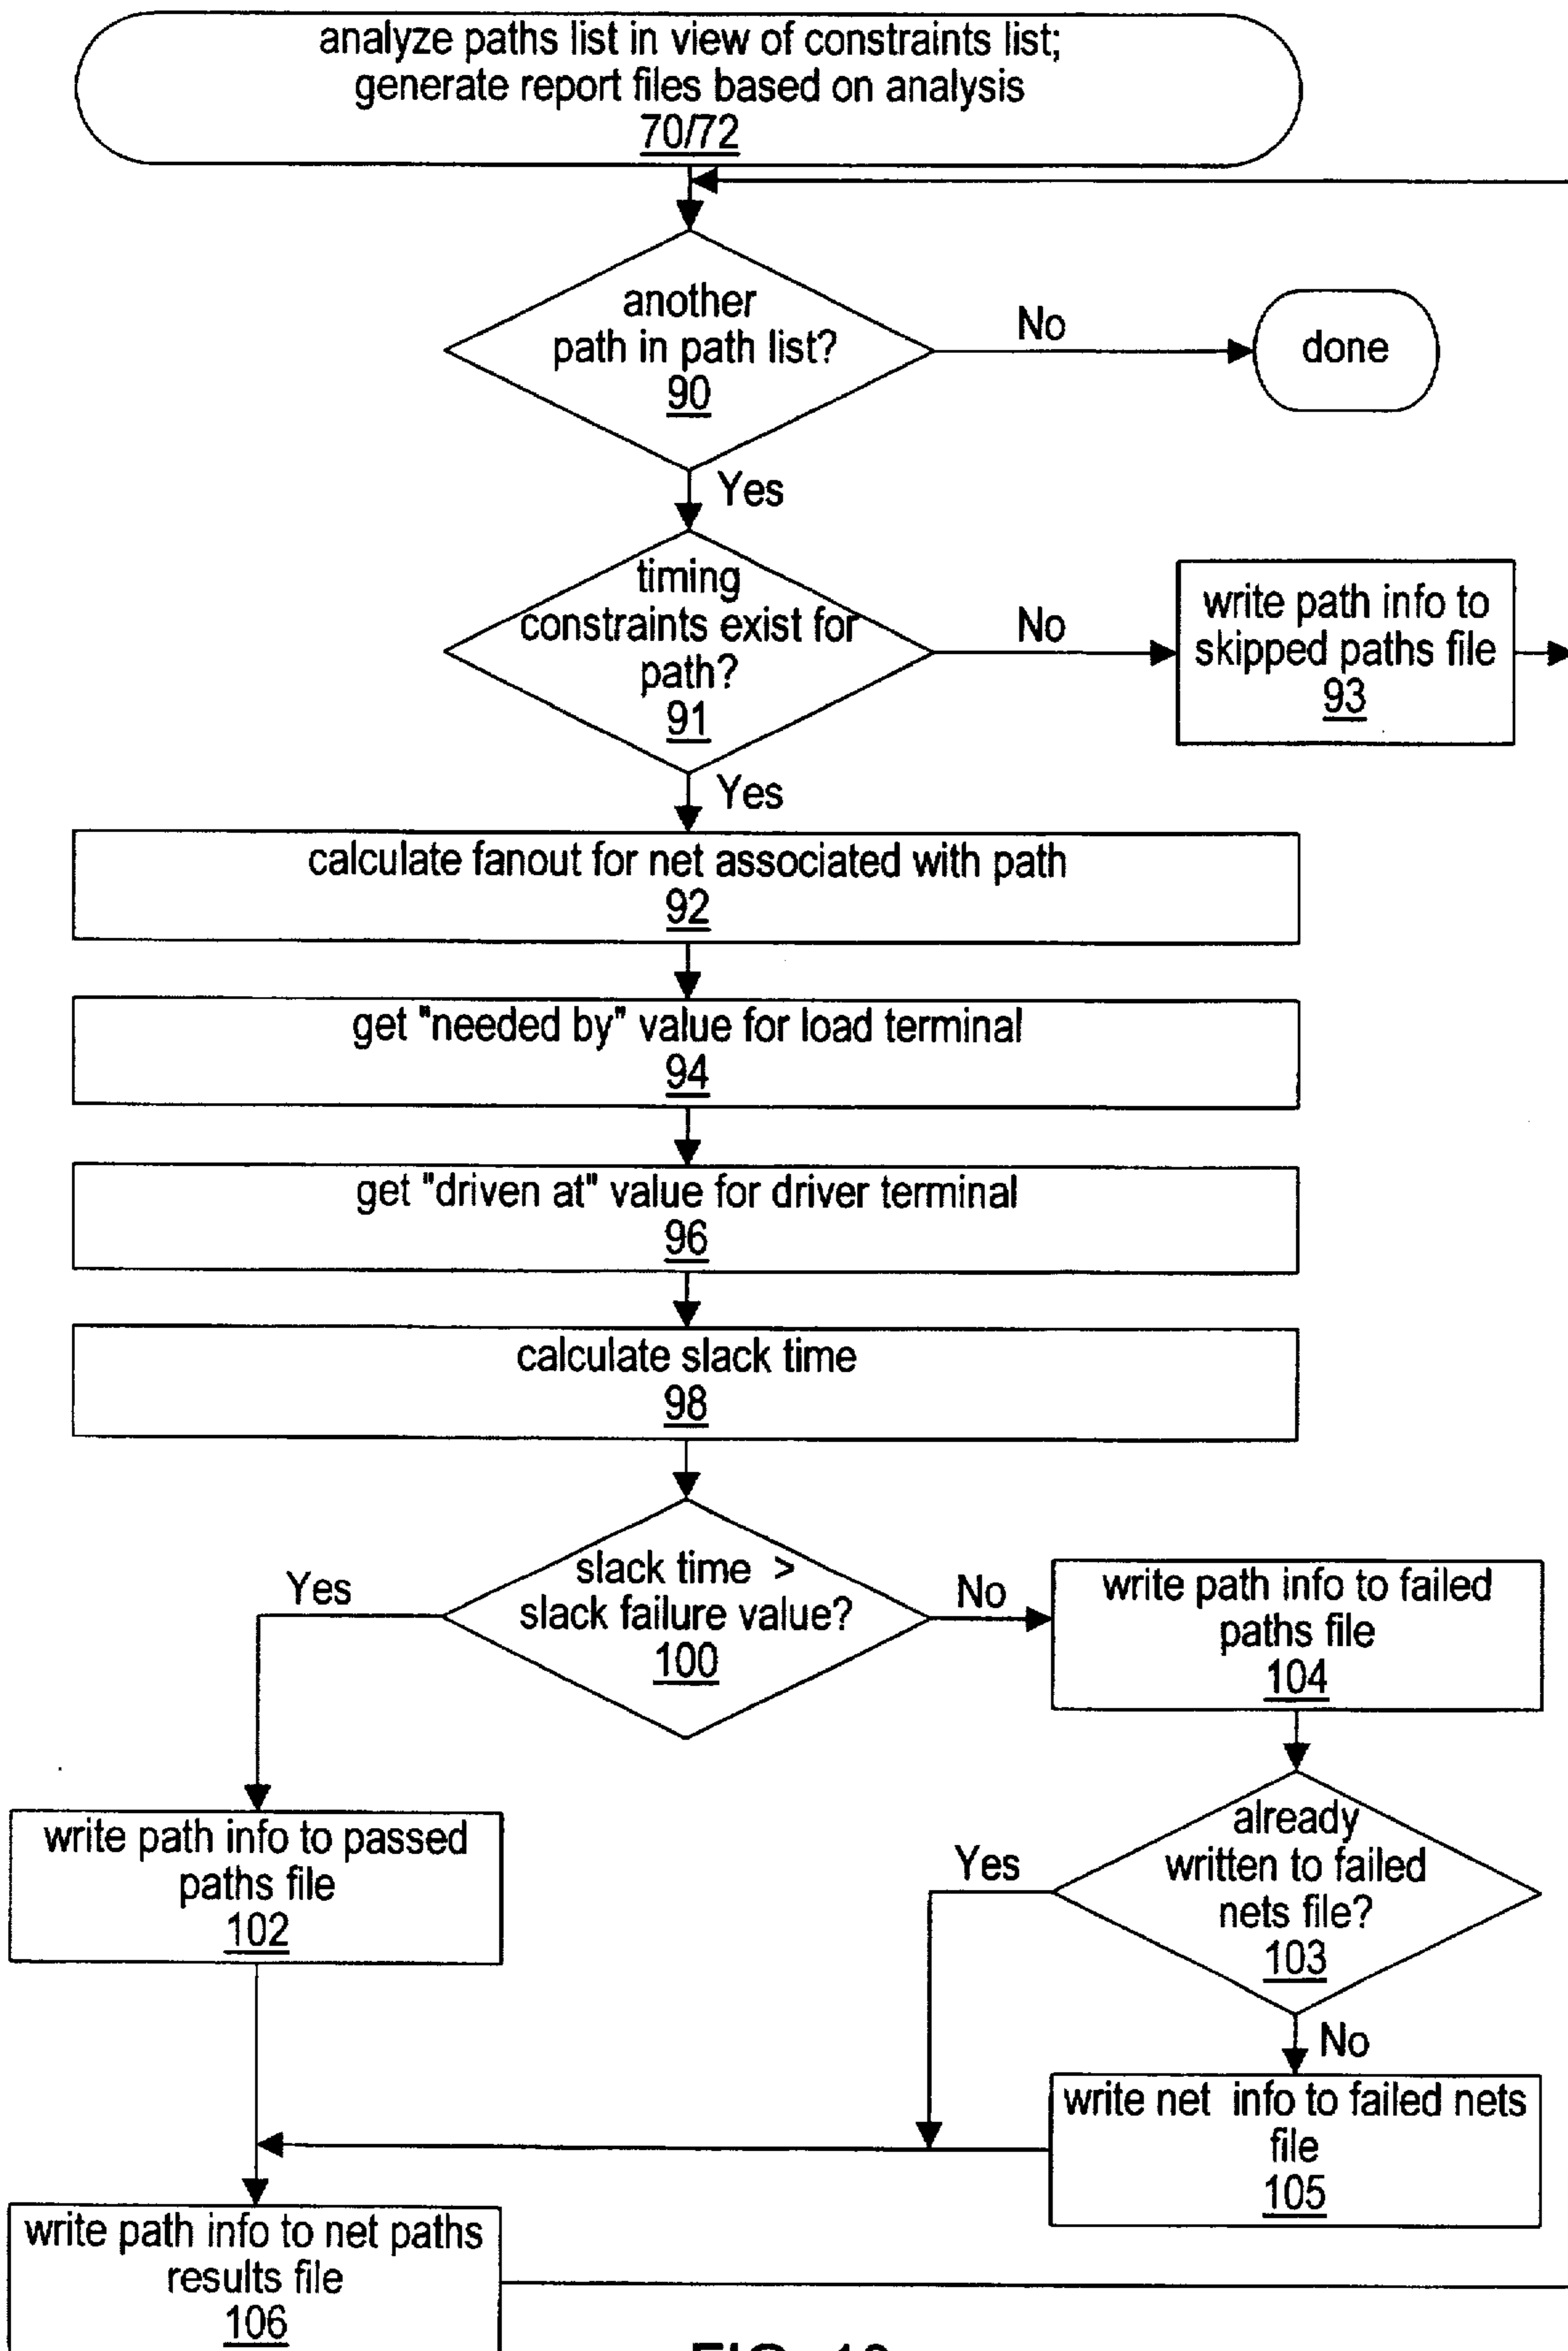 analyze paths list in view of constraints list;
generate report files based on analysis
70/72
another
path in path list?
90
No
done
Yes
timing
constraints exist for
path?
91
No
write path info to
skipped paths file
93
Yes
calculate fanout for net associated with path
92
get "needed by" value for load terminal
94
get "driven at" value for driver terminal
96
calculate slack time
98
slack time >
slack failure value?
100
Yes
No
write path info to failed
paths file
104
write path info to passed
paths file
102
already
written to failed
nets file?
103
Yes
No
write net info to failed nets
file
105
write path info to net paths
results file
106